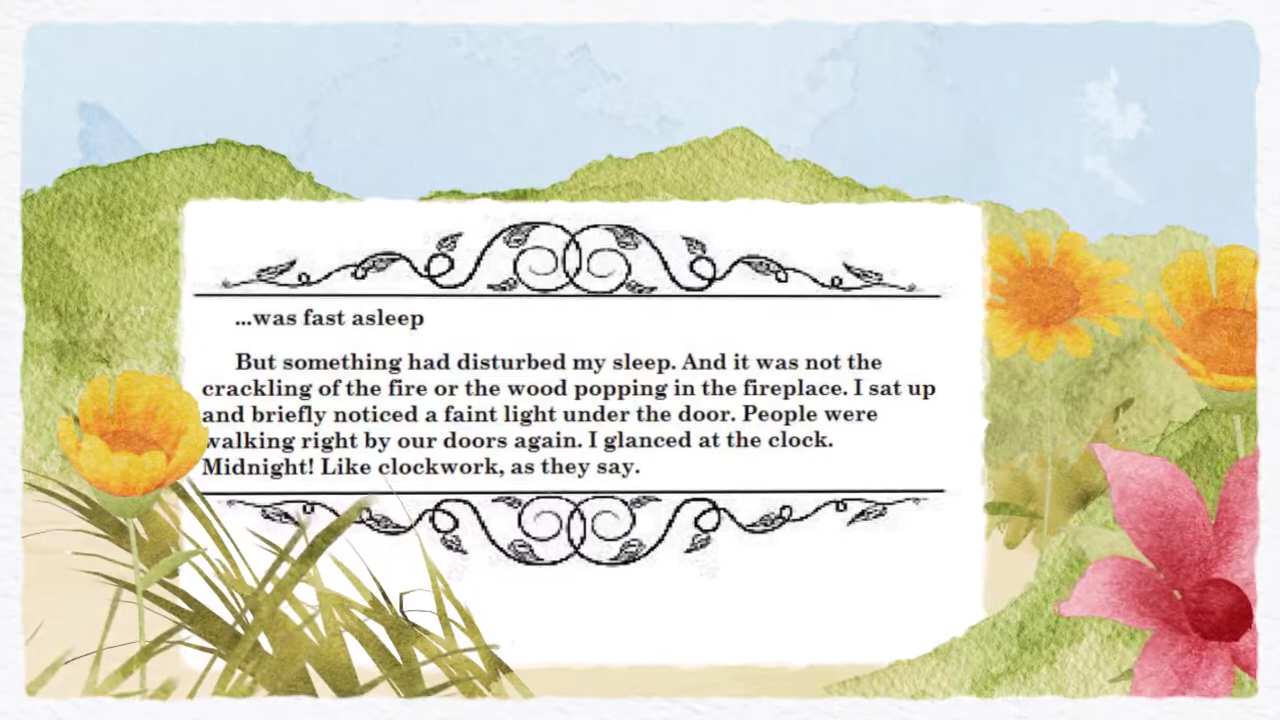 ...was fast asleep
But something had disturbed my sleep. And it was not the
crackling of the fire or the wood popping in the fireplace. I sat up
and briefly noticed a faint light under the door. People were
walking right by our doors again. I glanced at the clock.
Midnight! Like clockwork, as they say.